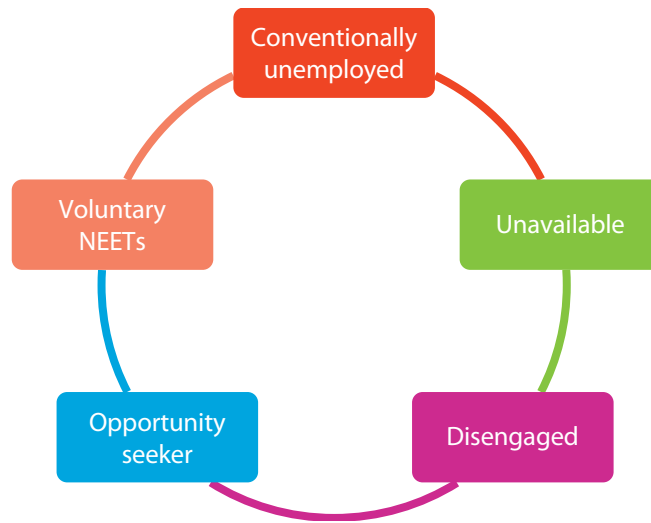 Conventionally
unemployed
Voluntary
NEETs
Unavailable
Opportunity
seeker
Disengaged